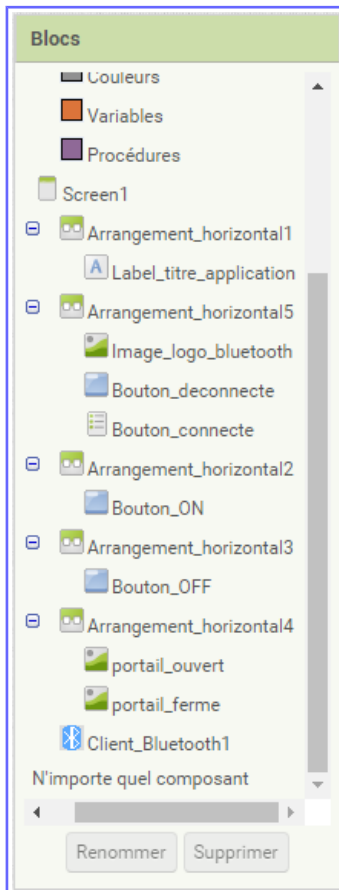 Blocs
Couleurs
Variables
Procédures
Screen1
Arrangement_horizontal1
A Label_titre_application
Arrangement_horizontal5
Image_logo_bluetooth
Bouton_deconnecte
Bouton_connecte
Arrangement_horizontal2
Bouton_ON
Arrangement_horizontal3
Bouton_OFF
Arrangement_horizontal4
portail_ouvert
portail_ferme
Client_Bluetooth1
N'importe quel composant
Renommer Supprimer